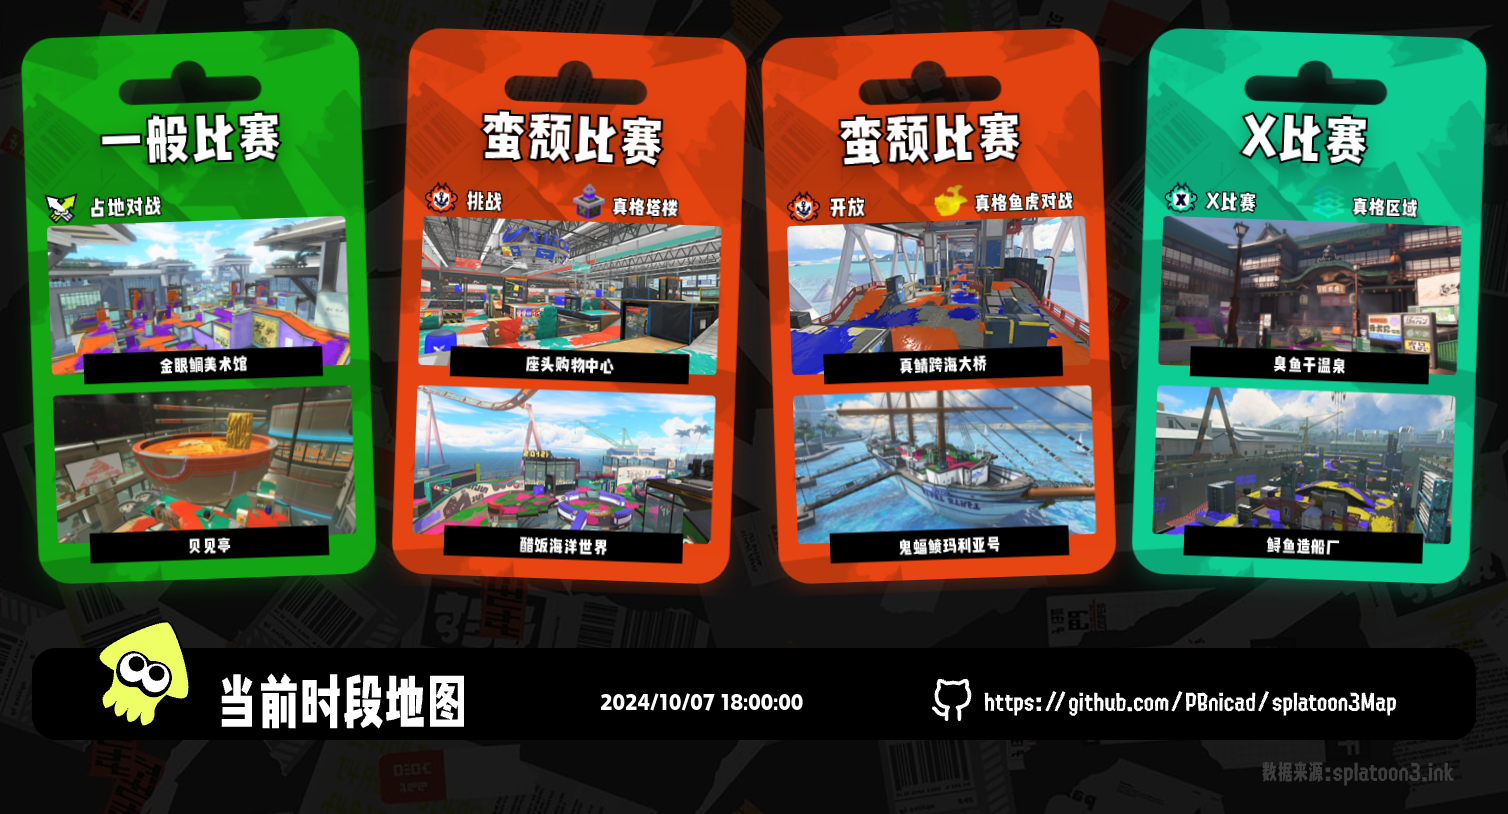 一般比赛
占地对战
金眼鲷美术馆
贝见亭
蛮颓比赛
挑战
真格塔楼
座头购物中心
醋饭海洋世界
蛮颓比赛
开放
真格鱼虎对战
真鲭跨海大桥
鬼蝠鲼玛利亚号
X比赛
X比赛
真格区域
臭鱼干温泉
鲟鱼造船厂
当前时段地图
2024/10/07 18:00:00
https://github.com/PBnicad/splatoon3Map
数据来源:splatoon3.ink